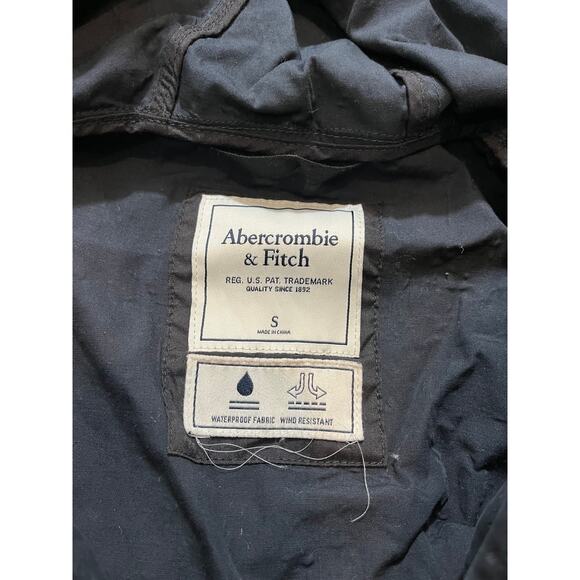 Abercrombie
& Fitch
REG. U.S. PAT. TRADEMARK
QUALITY SINCE 1892
S
MADE IN CHINA
WATERPROOF FABRIC WIND RESISTANT